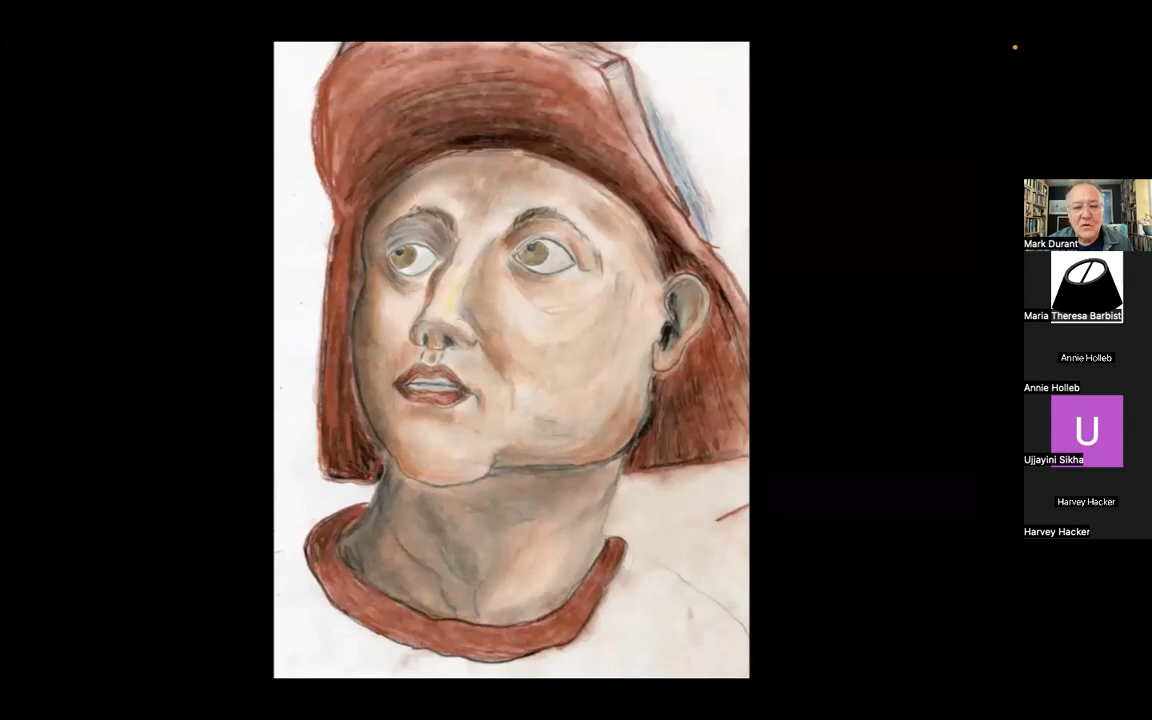 Mark Durant
Maria Theresa Barbist
Annie Holleb
Annie Holleb
U
Ujjayini Sikha
Harvey Hacker
Harvey Hacker